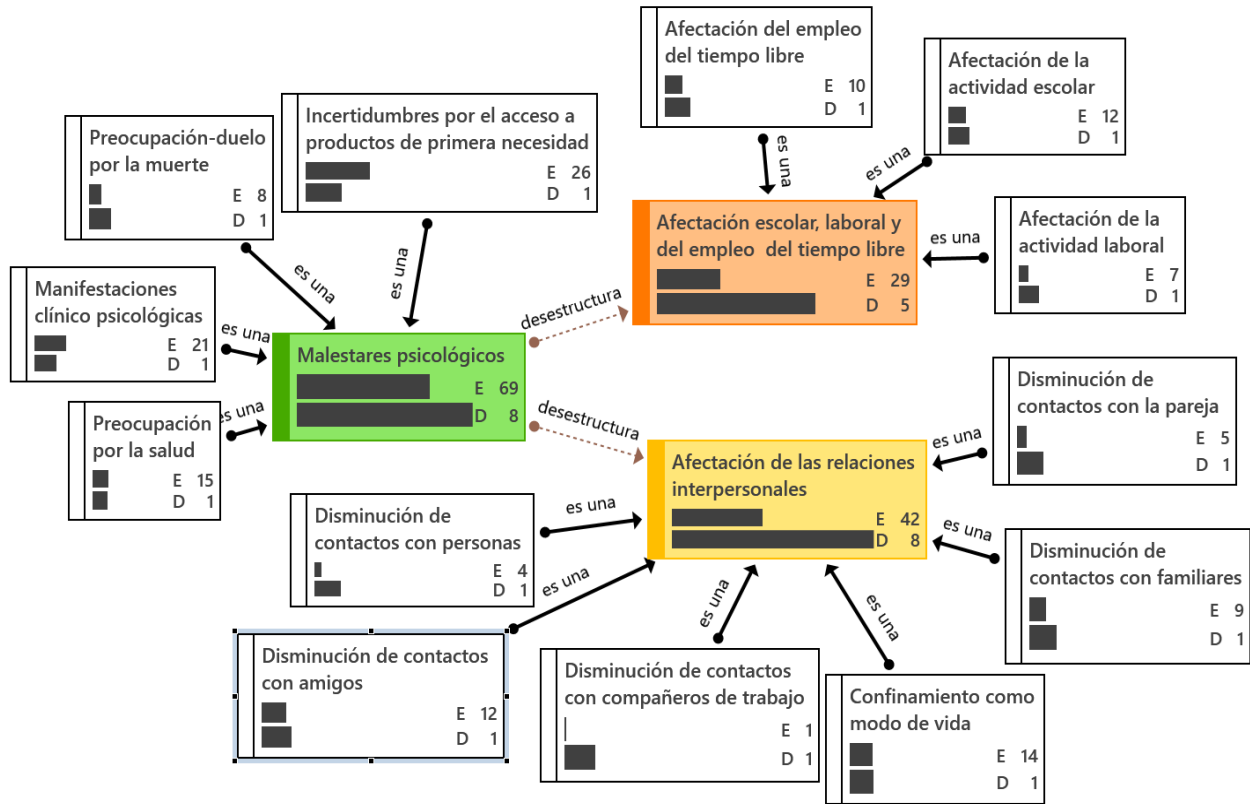 Afectación del empleo
del tiempo libre
E 10
D 1
Afectación de la
actividad escolar
E 12
D 1
es una
es una
Incertidumbres por el acceso a
productos de primera necesidad
E 26
D 1
Preocupación-duelo
por la muerte
E 8
D 1
es una
es una
Afectación escolar, laboral y
del empleo del tiempo libre
E 29
D 5
es una
Afectación de la
actividad laboral
E 7
D 1
Manifestaciones
clínico psicológicas
E 21
D 1
es una
Malestares psicológicos
E 69
D 8
desestructura
desestructura
Preocupación
por la salud
E 15
D 1
es una
Disminución de
contactos con la pareja
E 5
D 1
es una
Afectación de las relaciones
interpersonales
E 42
D 8
Disminución de
contactos con personas
E 4
D 1
es una
es una
Disminución de
contactos con familiares
E 9
D 1
es una
es una
es una
Disminución de contactos
con amigos
E 12
D 1
Disminución de contactos
con compañeros de trabajo
E 1
D 1
Confinamiento como
modo de vida
E 14
D 1